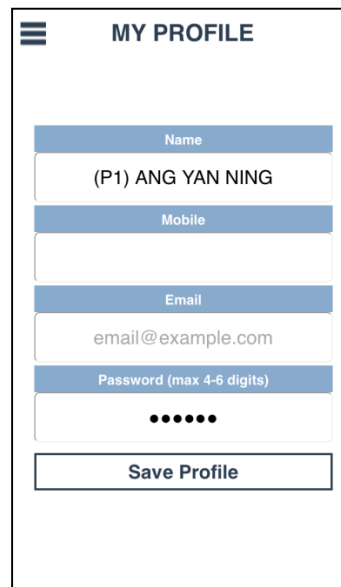 MY PROFILE
Name
(P1) ANG YAN NING
Mobile
Email
email@example.com
Password (max 4-6 digits)
••••••
Save Profile